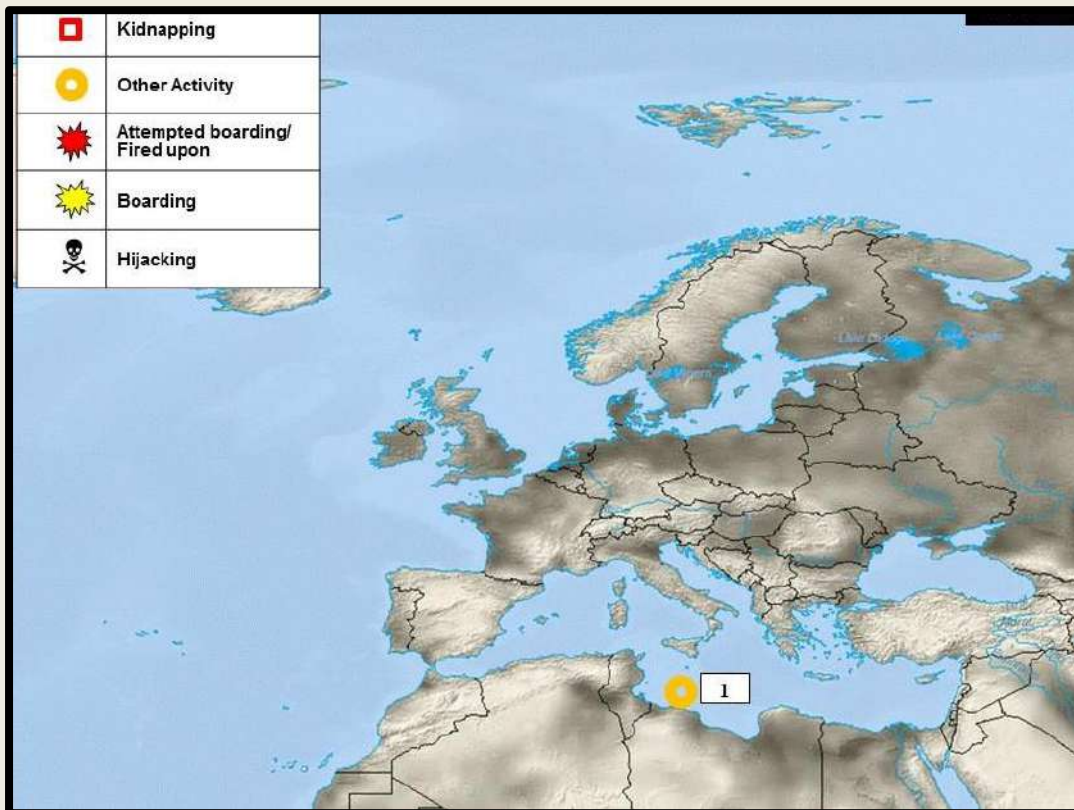 Kidnapping
Other Activity
Attempted boarding/
Fired upon
Boarding
Hijacking
1